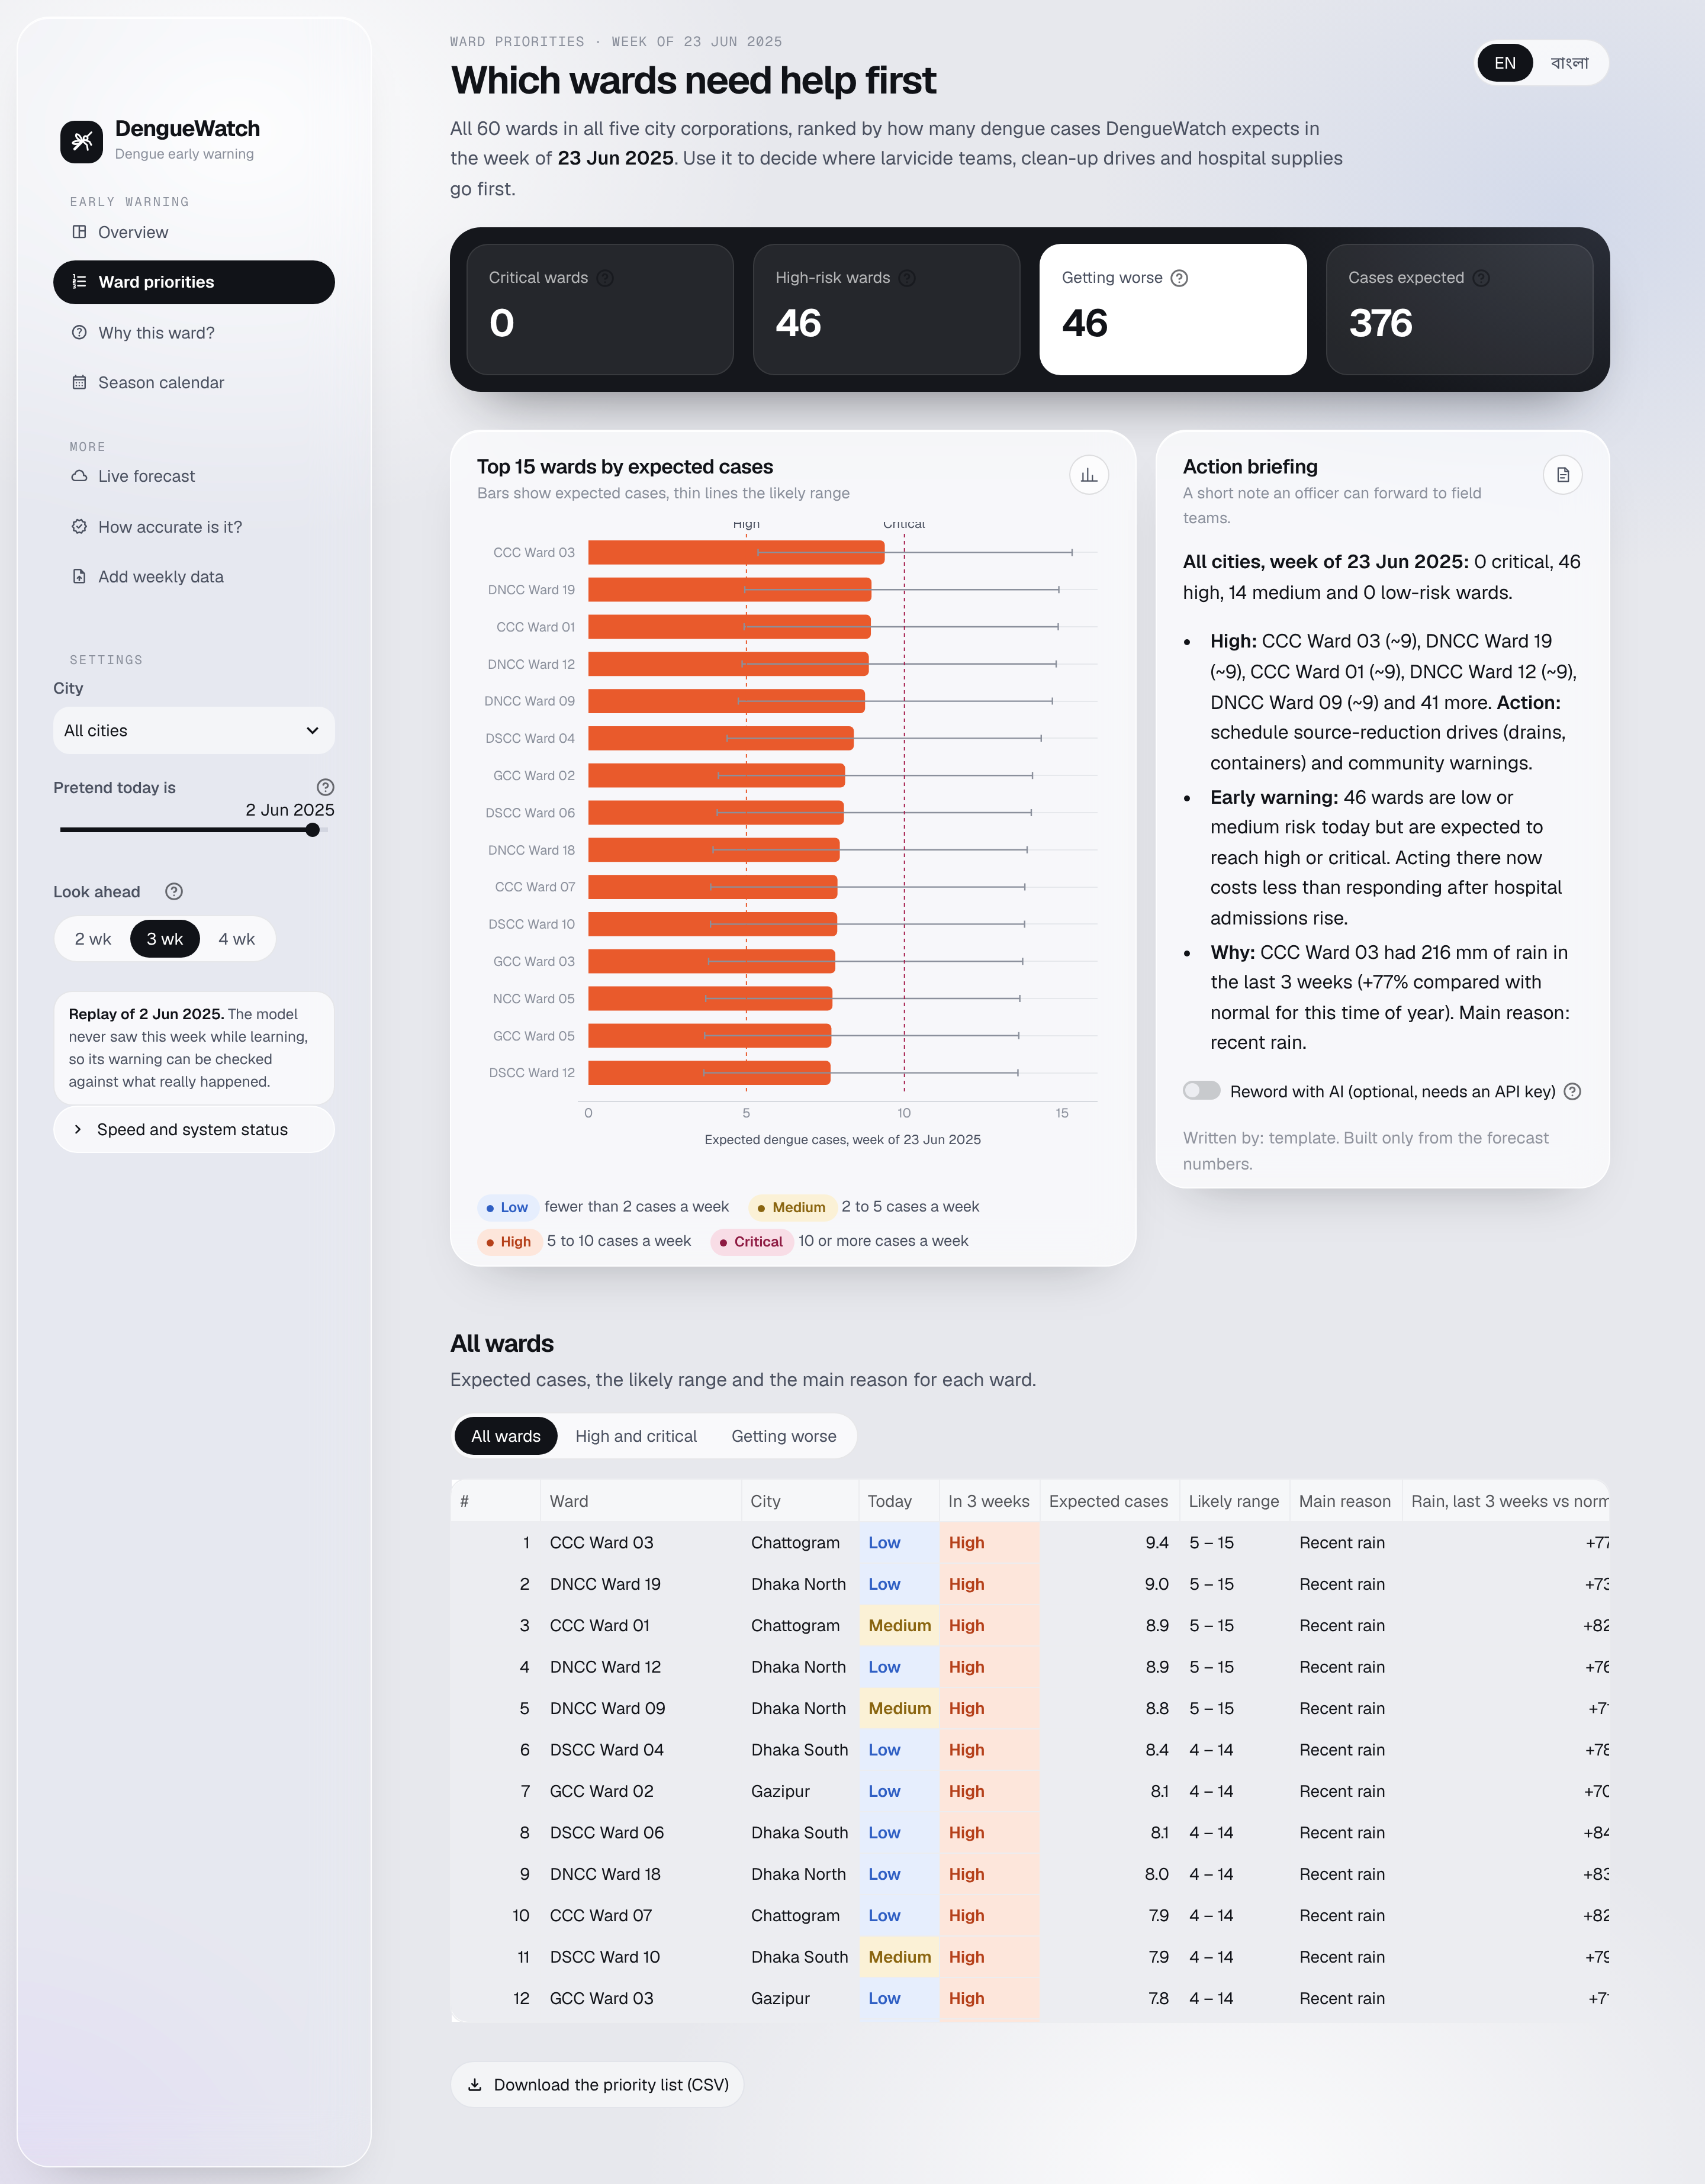 DengueWatch
Dengue early warning
EARLY WARNING
Overview
Ward priorities
Why this ward?
Season calendar
MORE
Live forecast
How accurate is it?
Add weekly data
SETTINGS
City
All cities
Pretend today is
2 Jun 2025
Look ahead
2 wk 3 wk 4 wk
Replay of 2 Jun 2025. The model
never saw this week while learning,
so its warning can be checked
against what really happened.
Speed and system status
WARD PRIORITIES · WEEK OF 23 JUN 2025
EN বাংলা
Which wards need help first
All 60 wards in all five city corporations, ranked by how many dengue cases DengueWatch expects in
the week of 23 Jun 2025. Use it to decide where larvicide teams, clean-up drives and hospital supplies
go first.
Critical wards
0
High-risk wards
46
Getting worse
46
Cases expected
376
Top 15 wards by expected cases
Bars show expected cases, thin lines the likely range
High Critical
CCC Ward 03
DNCC Ward 19
CCC Ward 01
DNCC Ward 12
DNCC Ward 09
DSCC Ward 04
GCC Ward 02
DSCC Ward 06
DNCC Ward 18
CCC Ward 07
DSCC Ward 10
GCC Ward 03
NCC Ward 05
GCC Ward 05
DSCC Ward 12
0 5 10 15
Expected dengue cases, week of 23 Jun 2025
Low fewer than 2 cases a week Medium 2 to 5 cases a week
High 5 to 10 cases a week Critical 10 or more cases a week
Action briefing
A short note an officer can forward to field
teams.
All cities, week of 23 Jun 2025: 0 critical, 46
high, 14 medium and 0 low-risk wards.
• High: CCC Ward 03 (~9), DNCC Ward 19
(~9), CCC Ward 01 (~9), DNCC Ward 12 (~9),
DNCC Ward 09 (~9) and 41 more. Action:
schedule source-reduction drives (drains,
containers) and community warnings.
• Early warning: 46 wards are low or
medium risk today but are expected to
reach high or critical. Acting there now
costs less than responding after hospital
admissions rise.
• Why: CCC Ward 03 had 216 mm of rain in
the last 3 weeks (+77% compared with
normal for this time of year). Main reason:
recent rain.
Reword with AI (optional, needs an API key)
Written by: template. Built only from the forecast
numbers.
All wards
Expected cases, the likely range and the main reason for each ward.
All wards High and critical Getting worse
# Ward City Today In 3 weeks Expected cases Likely range Main reason Rain, last 3 weeks vs norm
1 CCC Ward 03 Chattogram Low High 9.4 5 – 15 Recent rain +77
2 DNCC Ward 19 Dhaka North Low High 9.0 5 – 15 Recent rain +73
3 CCC Ward 01 Chattogram Medium High 8.9 5 – 15 Recent rain +82
4 DNCC Ward 12 Dhaka North Low High 8.9 5 – 15 Recent rain +76
5 DNCC Ward 09 Dhaka North Medium High 8.8 5 – 15 Recent rain
6 DSCC Ward 04 Dhaka South Low High 8.4 4 – 14 Recent rain +78
7 GCC Ward 02 Gazipur Low High 8.1 4 – 14 Recent rain +70
8 DSCC Ward 06 Dhaka South Low High 8.1 4 – 14 Recent rain +84
9 DNCC Ward 18 Dhaka North Low High 8.0 4 – 14 Recent rain +83
10 CCC Ward 07 Chattogram Low High 7.9 4 – 14 Recent rain +82
11 DSCC Ward 10 Dhaka South Medium High 7.9 4 – 14 Recent rain +79
12 GCC Ward 03 Gazipur Low High 7.8 4 – 14 Recent rain
Download the priority list (CSV)